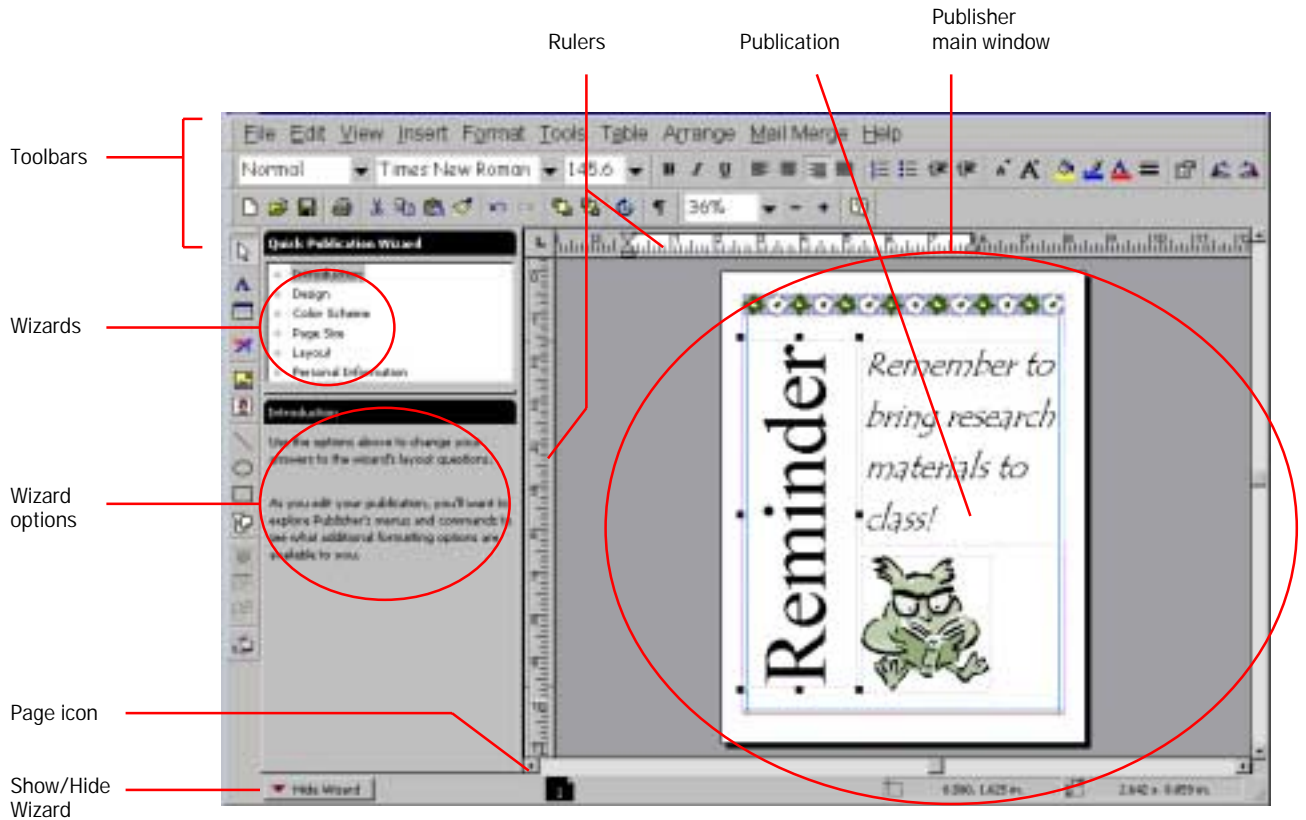 Publisher
main window
Rulers
Publication
Toolbars
File Edit View Insert Format Tools Table Arrange Mail Merge Help
Normal Times New Roman 145.6 B I U
36%
Quick Publication Wizard
Introduction
Design
Color Scheme
Page Size
Layout
Personal Information
Wizards
Introduction
Use the options above to change your
answers to the wizard's layout questions.
As you edit your publication, you'll want to
explore Publisher's menus and commands to
see what additional formatting options are
available to you.
Wizard
options
Reminder
Remember to
bring research
materials to
class!
Page icon
Show/Hide
Wizard
Hide Wizard
1